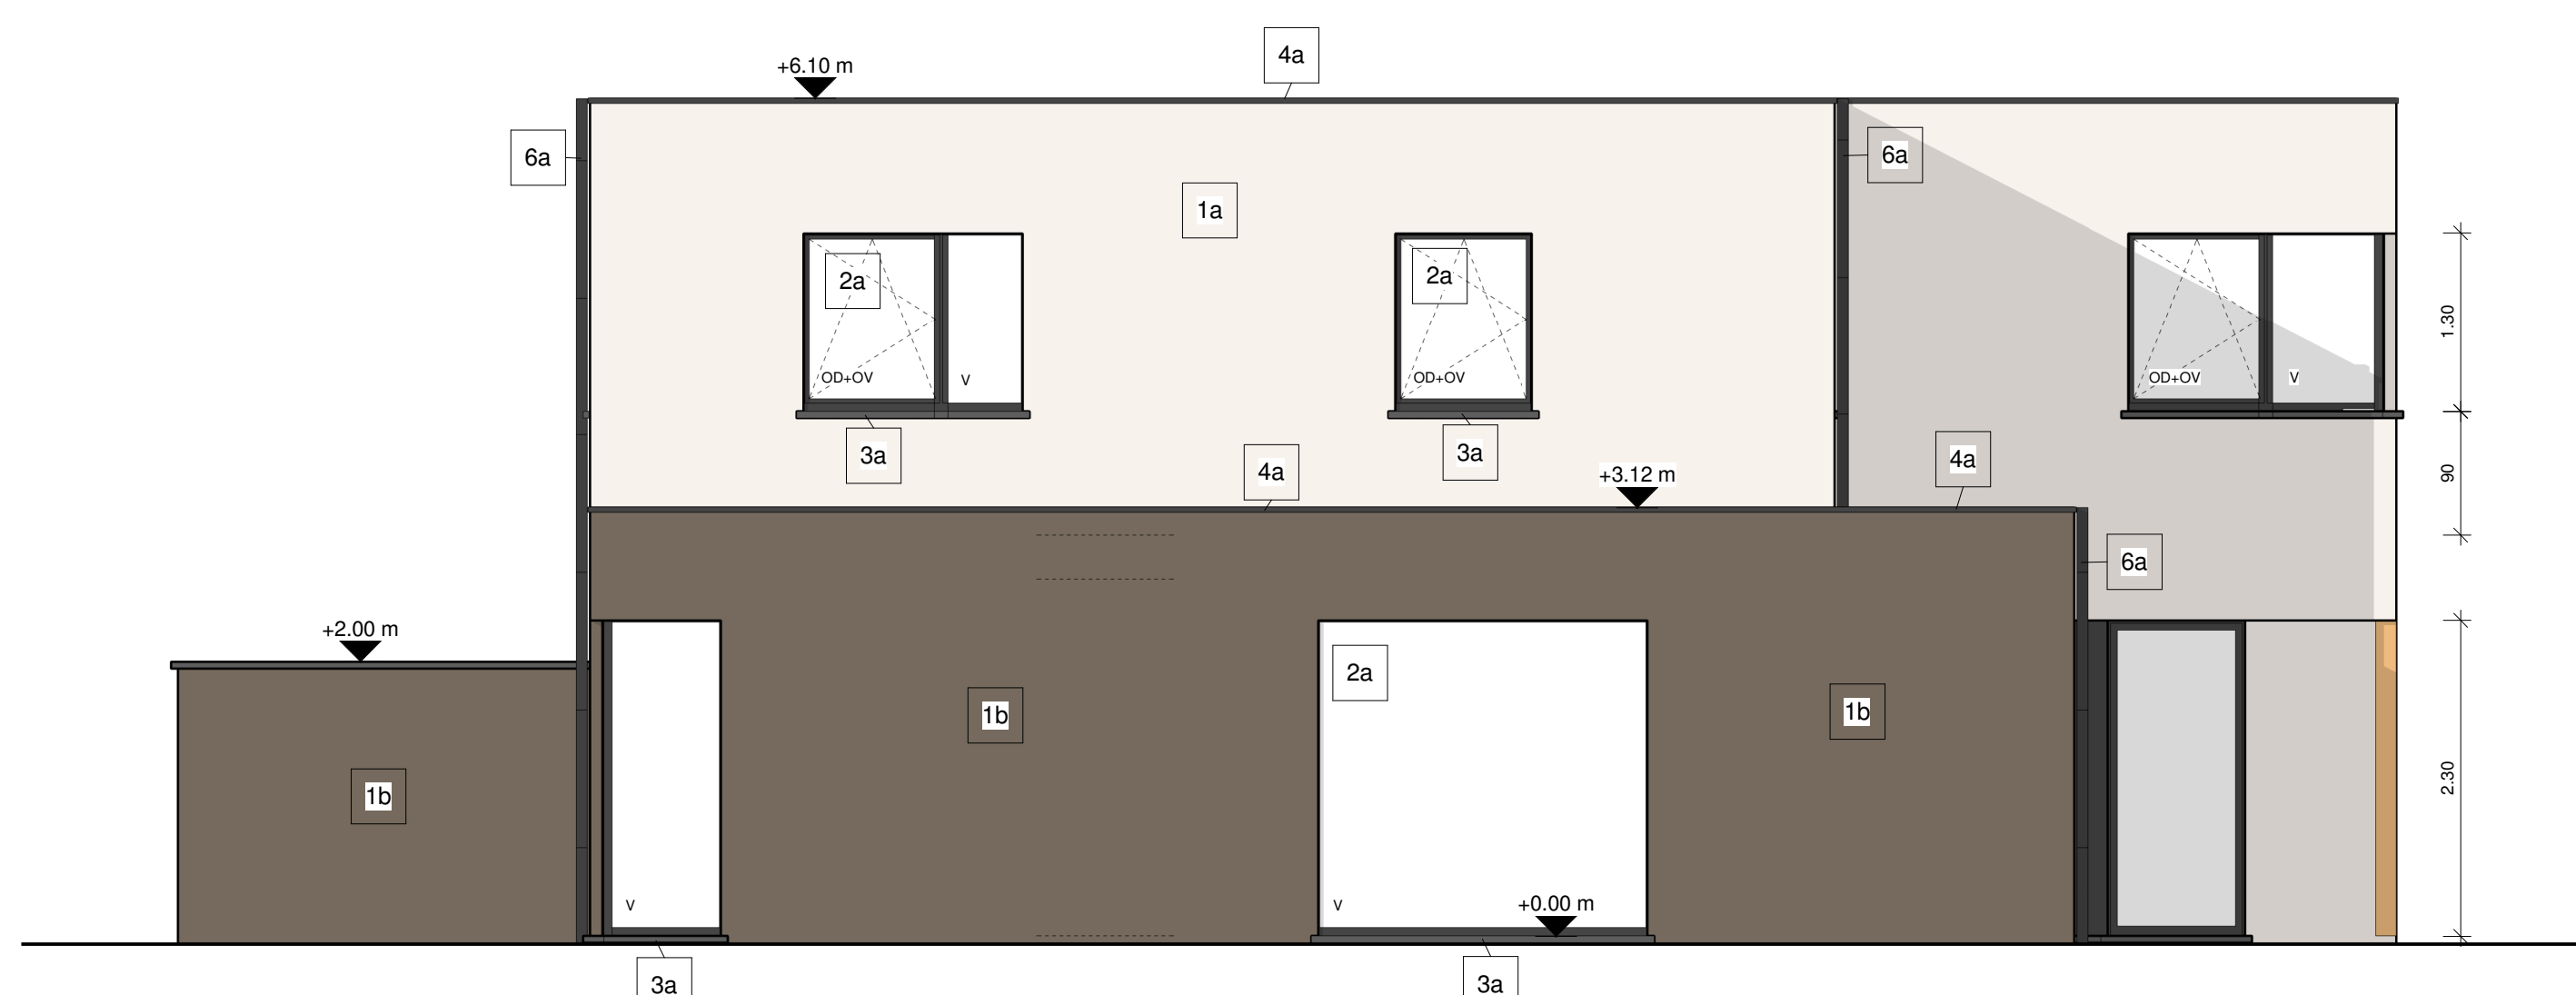 4a
+6.10 m
6a
6a
1a
2a
2a
1.30
OD+OV
V
OD+OV
OD+OV
V
3a
3a
4a
4a
+3.12 m
90
6a
+2.00 m
2a
1b
1b
2.30
1b
V
V
+0.00 m
3a
3a